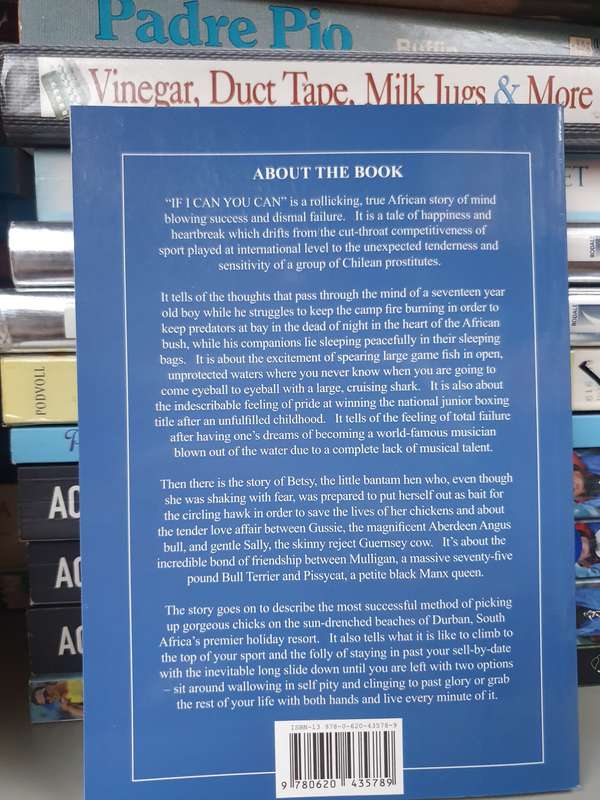 Padre Pio
Ruffin
Vinegar, Duct Tape, Milk Jugs & More
ABOUT THE BOOK
"IF I CAN YOU CAN" is a rollicking, true African story of mind
blowing success and dismal failure. It is a tale of happiness and
heartbreak which drifts from the cut-throat competitiveness of
sport played at international level to the unexpected tenderness and
sensitivity of a group of Chilean prostitutes.
It tells of the thoughts that pass through the mind of a seventeen year
old boy while he struggles to keep the camp fire burning in order to
keep predators at bay in the dead of night in the heart of the African
bush, while his companions lie sleeping peacefully in their sleeping
bags. It is about the excitement of spearing large game fish in open,
unprotected waters where you never know when you are going to
come eyeball to eyeball with a large, cruising shark. It is also about
the indescribable feeling of pride at winning the national junior boxing
title after an unfulfilled childhood. It tells of the feeling of total failure
after having one's dreams of becoming a world-famous musician
blown out of the water due to a complete lack of musical talent.
Then there is the story of Betsy, the little bantam hen who, even though
she was shaking with fear, was prepared to put herself out as bait for
the circling hawk in order to save the lives of her chickens and about
the tender love affair between Gussie, the magnificent Aberdeen Angus
bull, and gentle Sally, the skinny reject Guernsey cow. It's about the
incredible bond of friendship between Mulligan, a massive seventy-five
pound Bull Terrier and Pissycat, a petite black Manx queen.
The story goes on to describe the most successful method of picking
up gorgeous chicks on the sun-drenched beaches of Durban, South
Africa's premier holiday resort. It also tells what it is like to climb to
the top of your sport and the folly of staying in past your sell-by-date
with the inevitable long slide down until you are left with two options
– sit around wallowing in self pity and clinging to past glory or grab
the rest of your life with both hands and live every minute of it.
ISBN-13 978-0-620-43578-9
9 780620 435789
PODVOLL
AC
AC
AC
ET
RODAL
RODAL